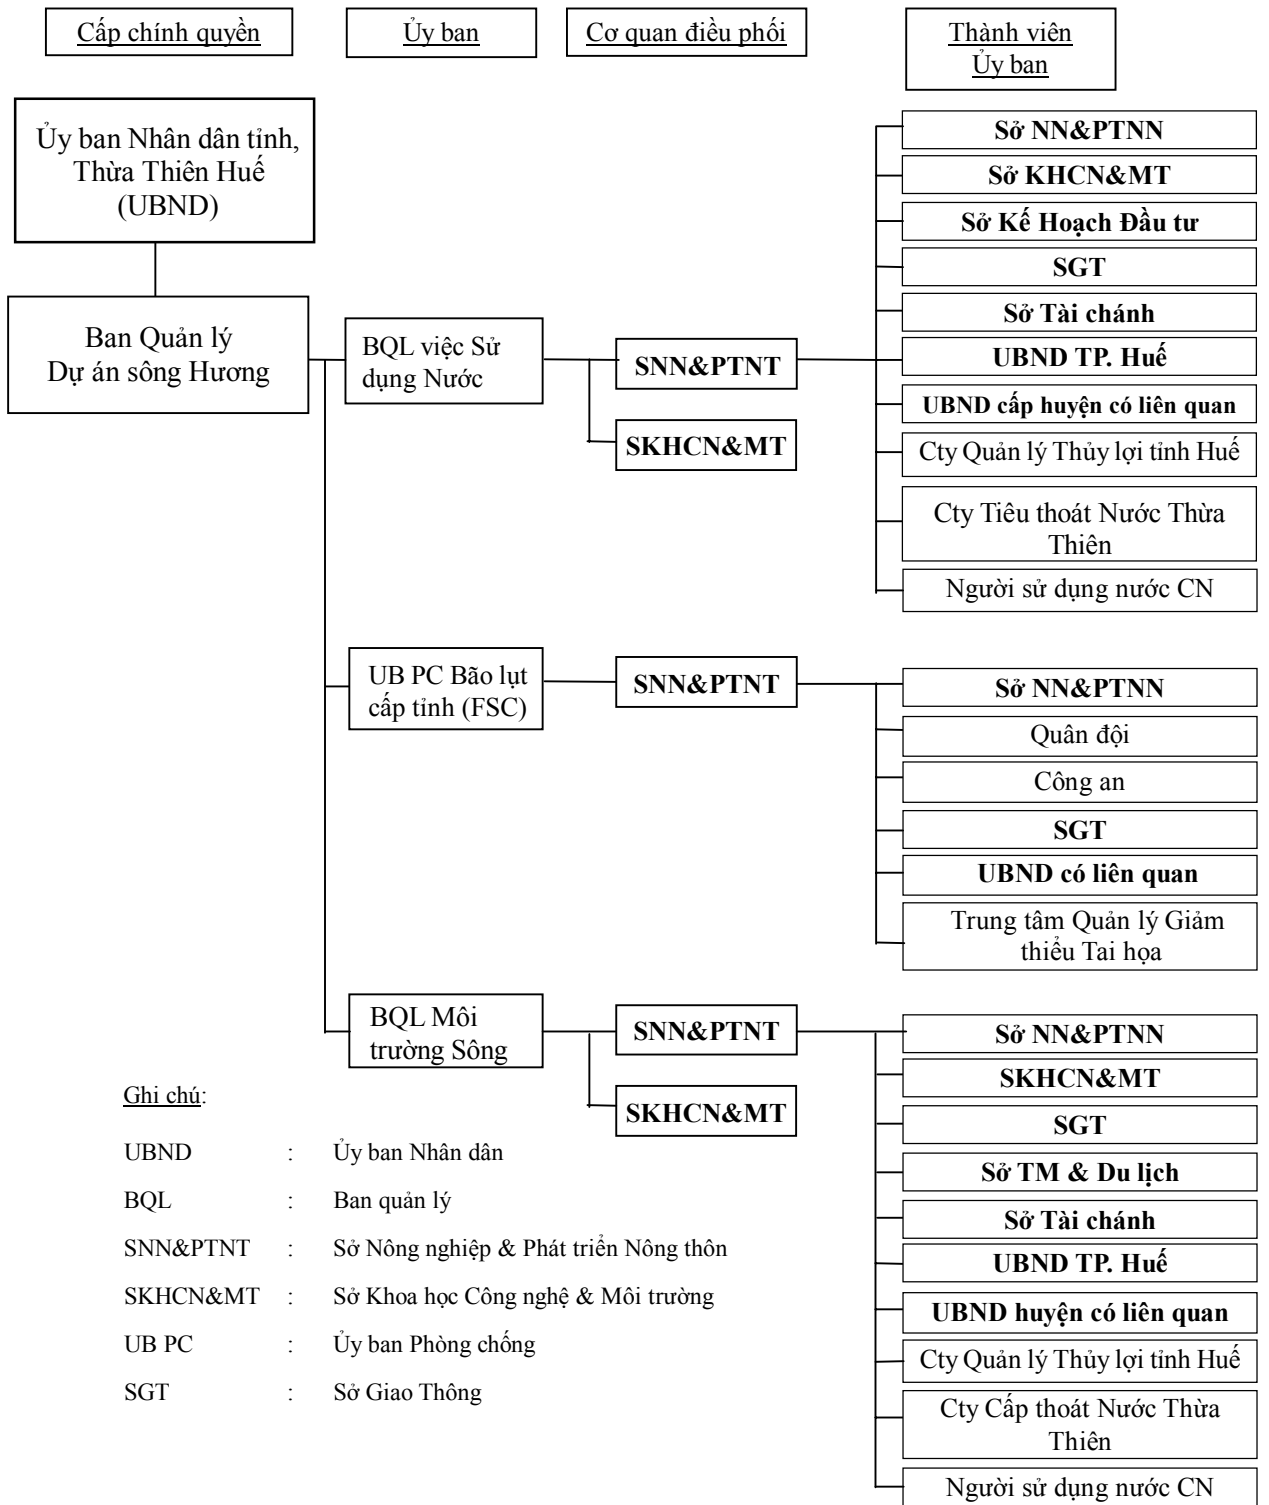 Cấp chính quyền
Ủy ban
Cơ quan điều phối
Thành viên
Ủy ban
Ủy ban Nhân dân tỉnh,
Thừa Thiên Huế
(UBND)
Ban Quản lý
Dự án sông Hương
BQL việc Sử
dụng Nước
SNN&PTNT
SKHCN&MT
Sở NN&PTNN
Sở KHCN&MT
Sở Kế Hoạch Đầu tư
SGT
Sở Tài chánh
UBND TP. Huế
UBND cấp huyện có liên quan
Cty Quản lý Thủy lợi tỉnh Huế
Cty Tiêu thoát Nước Thừa
Thiên
Người sử dụng nước CN
UB PC Bão lụt
cấp tỉnh (FSC)
SNN&PTNT
Sở NN&PTNN
Quân đội
Công an
SGT
UBND có liên quan
Trung tâm Quản lý Giảm
thiểu Tai họa
BQL Môi
trường Sông
SNN&PTNT
SKHCN&MT
Sở NN&PTNN
SKHCN&MT
SGT
Sở TM & Du lịch
Sở Tài chánh
UBND TP. Huế
UBND huyện có liên quan
Cty Quản lý Thủy lợi tỉnh Huế
Cty Cấp thoát Nước Thừa
Thiên
Người sử dụng nước CN
Ghi chú:
UBND : Ủy ban Nhân dân
BQL : Ban quản lý
SNN&PTNT : Sở Nông nghiệp & Phát triển Nông thôn
SKHCN&MT : Sở Khoa học Công nghệ & Môi trường
UB PC : Ủy ban Phòng chống
SGT : Sở Giao Thông